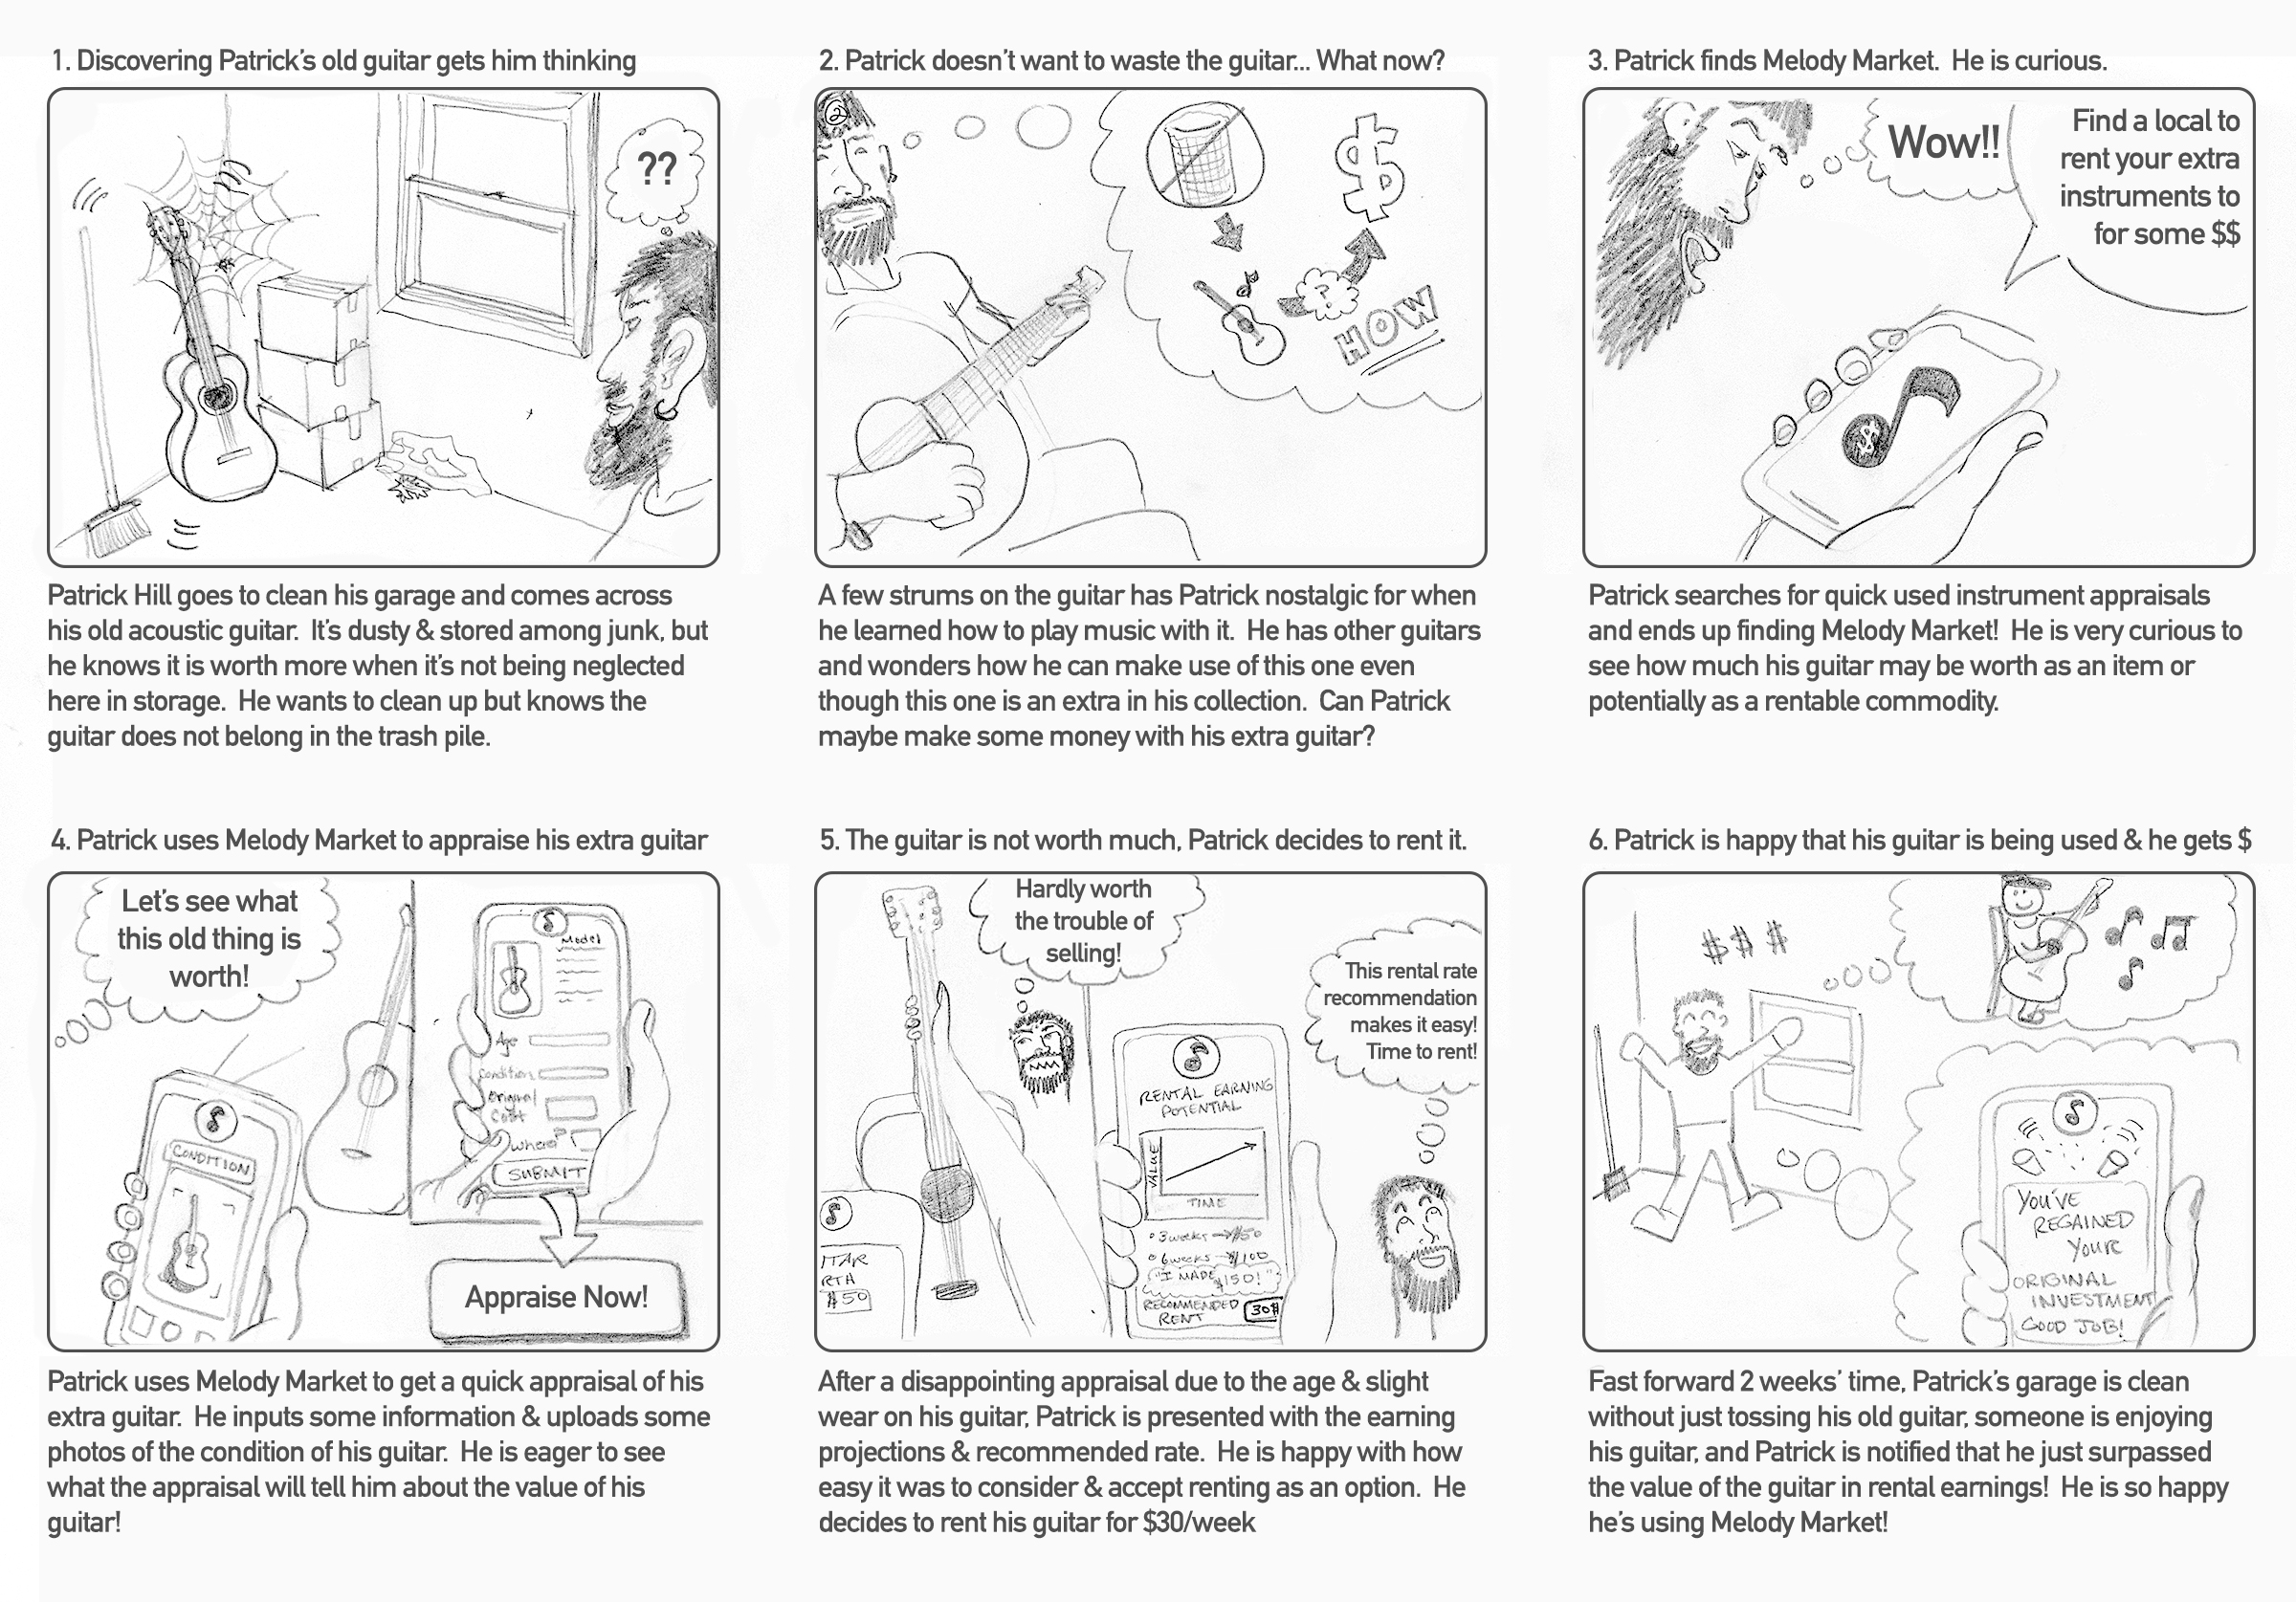 1. Discovering Patrick's old guitar gets him thinking
??
Patrick Hill goes to clean his garage and comes across
his old acoustic guitar. It's dusty & stored among junk, but
he knows it is worth more when it's not being neglected
here in storage. He wants to clean up but knows the
guitar does not belong in the trash pile.
2. Patrick doesn't want to waste the guitar... What now?
2
$
?
HOW
A few strums on the guitar has Patrick nostalgic for when
he learned how to play music with it. He has other guitars
and wonders how he can make use of this one even
though this one is an extra in his collection. Can Patrick
maybe make some money with his extra guitar?
3. Patrick finds Melody Market. He is curious.
Wow!!
Find a local to
rent your extra
instruments to
for some $$
$
Patrick searches for quick used instrument appraisals
and ends up finding Melody Market! He is very curious to
see how much his guitar may be worth as an item or
potentially as a rentable commodity.
4. Patrick uses Melody Market to appraise his extra guitar
Let's see what
this old thing is
worth!
CONDITION
Model
Age
Condition
Original
Cost
Where?
SUBMIT
Appraise Now!
Patrick uses Melody Market to get a quick appraisal of his
extra guitar. He inputs some information & uploads some
photos of the condition of his guitar. He is eager to see
what the appraisal will tell him about the value of his
guitar!
5. The guitar is not worth much, Patrick decides to rent it.
Hardly worth
the trouble of
selling!
ITAR
RTH
$50
RENTAL EARNING
POTENTIAL
VALUE
TIME
3 weeks → $50
6 weeks → $100
"I MADE $150!"
RECOMMENDED
RENT
30$
This rental rate
recommendation
makes it easy!
Time to rent!
After a disappointing appraisal due to the age & slight
wear on his guitar, Patrick is presented with the earning
projections & recommended rate. He is happy with how
easy it was to consider & accept renting as an option. He
decides to rent his guitar for $30/week
6. Patrick is happy that his guitar is being used & he gets $
$$$
YOU'VE
REGAINED
YOUR
ORIGINAL
INVESTMENT
GOOD JOB!
Fast forward 2 weeks' time, Patrick's garage is clean
without just tossing his old guitar, someone is enjoying
his guitar, and Patrick is notified that he just surpassed
the value of the guitar in rental earnings! He is so happy
he's using Melody Market!